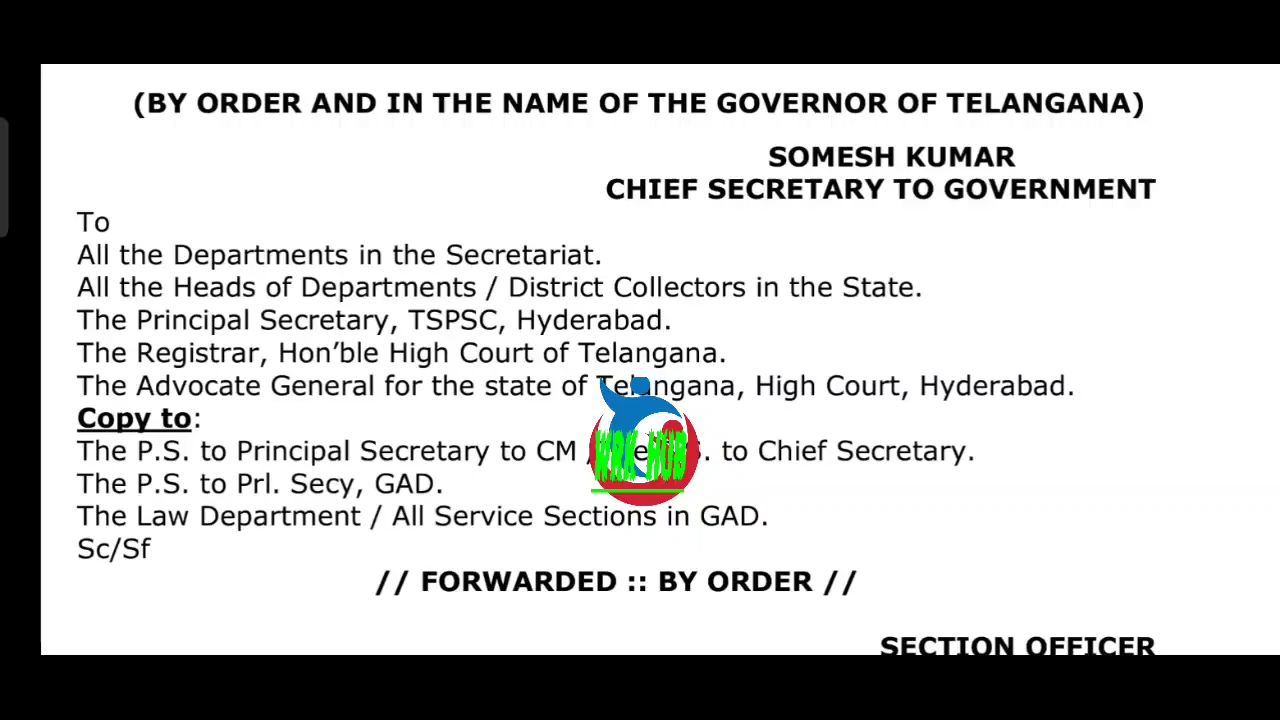 (BY ORDER AND IN THE NAME OF THE GOVERNOR OF TELANGANA)
SOMESH KUMAR
CHIEF SECRETARY TO GOVERNMENT
To
All the Departments in the Secretariat.
All the Heads of Departments / District Collectors in the State.
The Principal Secretary, TSPSC, Hyderabad.
The Registrar, Hon’ble High Court of Telangana.
The Advocate General for the state of Telangana, High Court, Hyderabad.
Copy to:
The P.S. to Principal Secretary to CM / to Chief Secretary.
WRK HUB
The P.S. to Prl. Secy, GAD.
The Law Department / All Service Sections in GAD.
Sc/Sf
// FORWARDED :: BY ORDER //
SECTION OFFICER